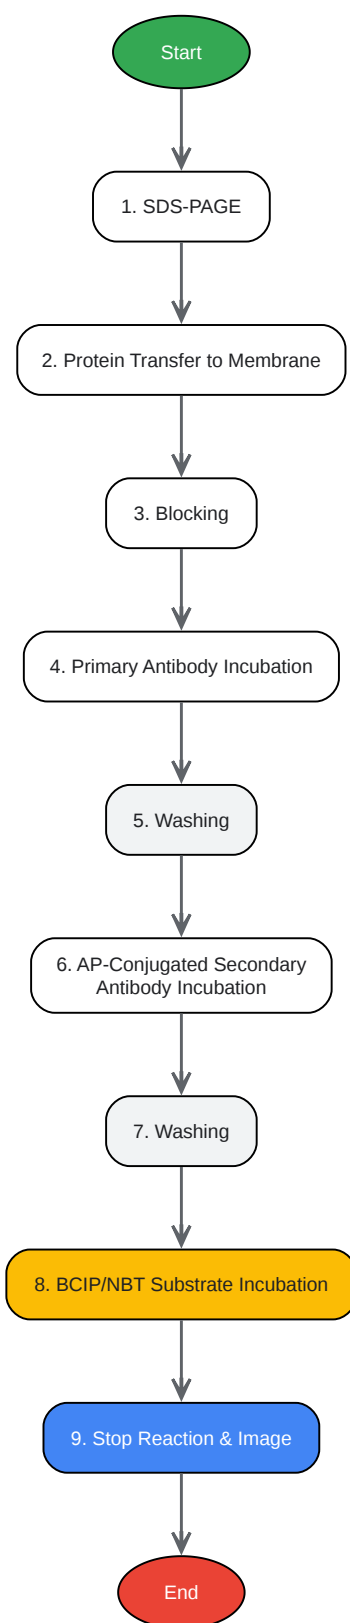 Start
1. SDS-PAGE
2. Protein Transfer to Membrane
3. Blocking
4. Primary Antibody Incubation
5. Washing
6. AP-Conjugated Secondary
Antibody Incubation
7. Washing
8. BCIP/NBT Substrate Incubation
9. Stop Reaction & Image
End